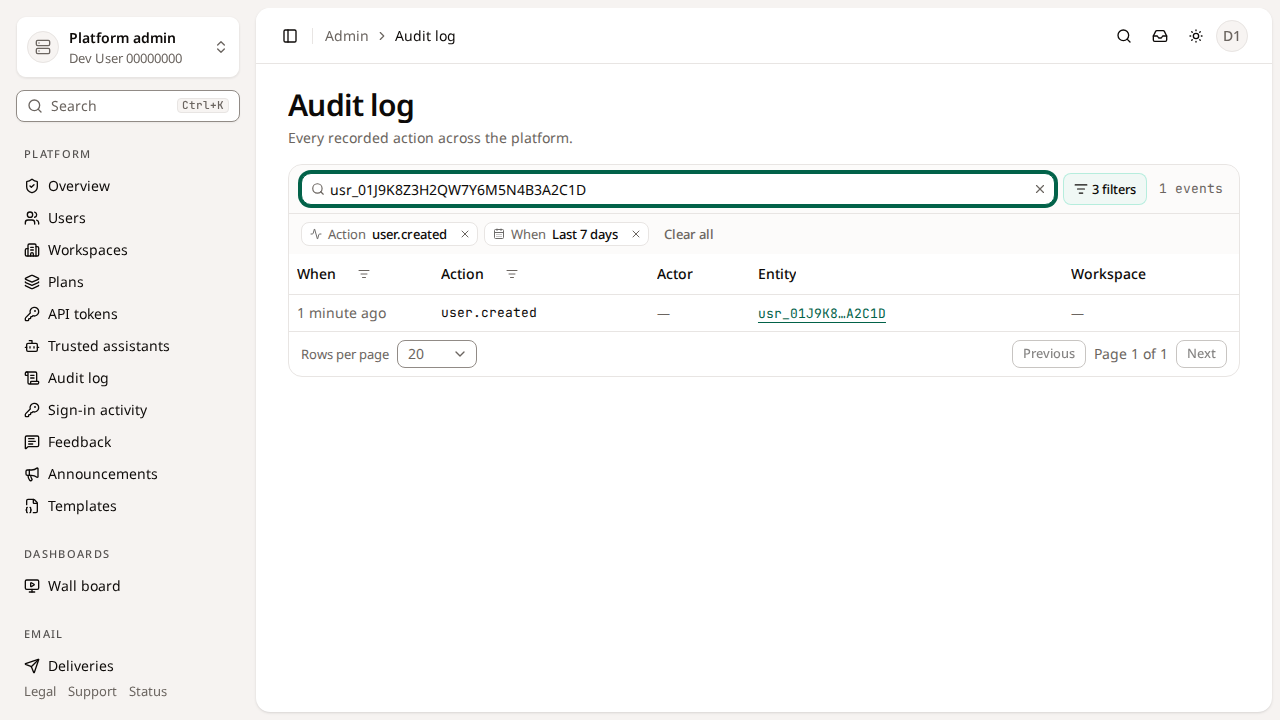 Platform admin
Dev User 00000000
Search Ctrl+K
PLATFORM
Overview
Users
Workspaces
Plans
API tokens
Trusted assistants
Audit log
Sign-in activity
Feedback
Announcements
Templates
DASHBOARDS
Wall board
EMAIL
Deliveries
Legal Support Status
Admin Audit log
D1
Audit log
Every recorded action across the platform.
usr_01J9K8Z3H2QW7Y6M5N4B3A2C1D 3 filters 1 events
Action user.created When Last 7 days Clear all
When Action Actor Entity Workspace
1 minute ago user.created — usr_01J9K8…A2C1D —
Rows per page 20 Previous Page 1 of 1 Next